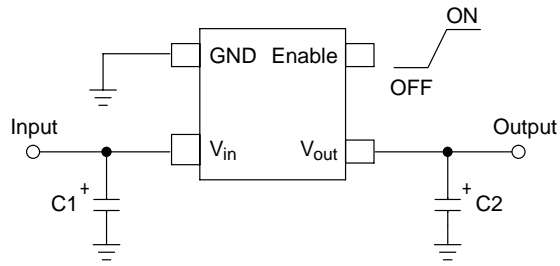 ON
GND Enable
OFF
Input Output
Vin Vout
+ +
C1 C2